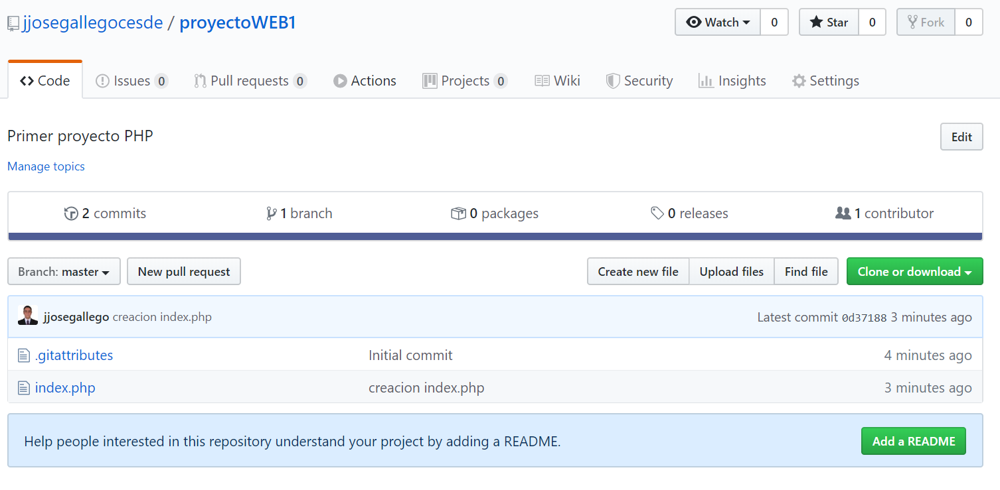 jjosegallegocesde / proyectoWEB1
Watch 0 Star 0 Fork 0
Code Issues 0 Pull requests 0 Actions Projects 0 Wiki Security Insights Settings
Primer proyecto PHP
Edit
Manage topics
2 commits 1 branch 0 packages 0 releases 1 contributor
Branch: master New pull request Create new file Upload files Find file Clone or download
jjosegallego creacion index.php Latest commit 0d37188 3 minutes ago
.gitattributes Initial commit 4 minutes ago
index.php creacion index.php 3 minutes ago
Help people interested in this repository understand your project by adding a README. Add a README